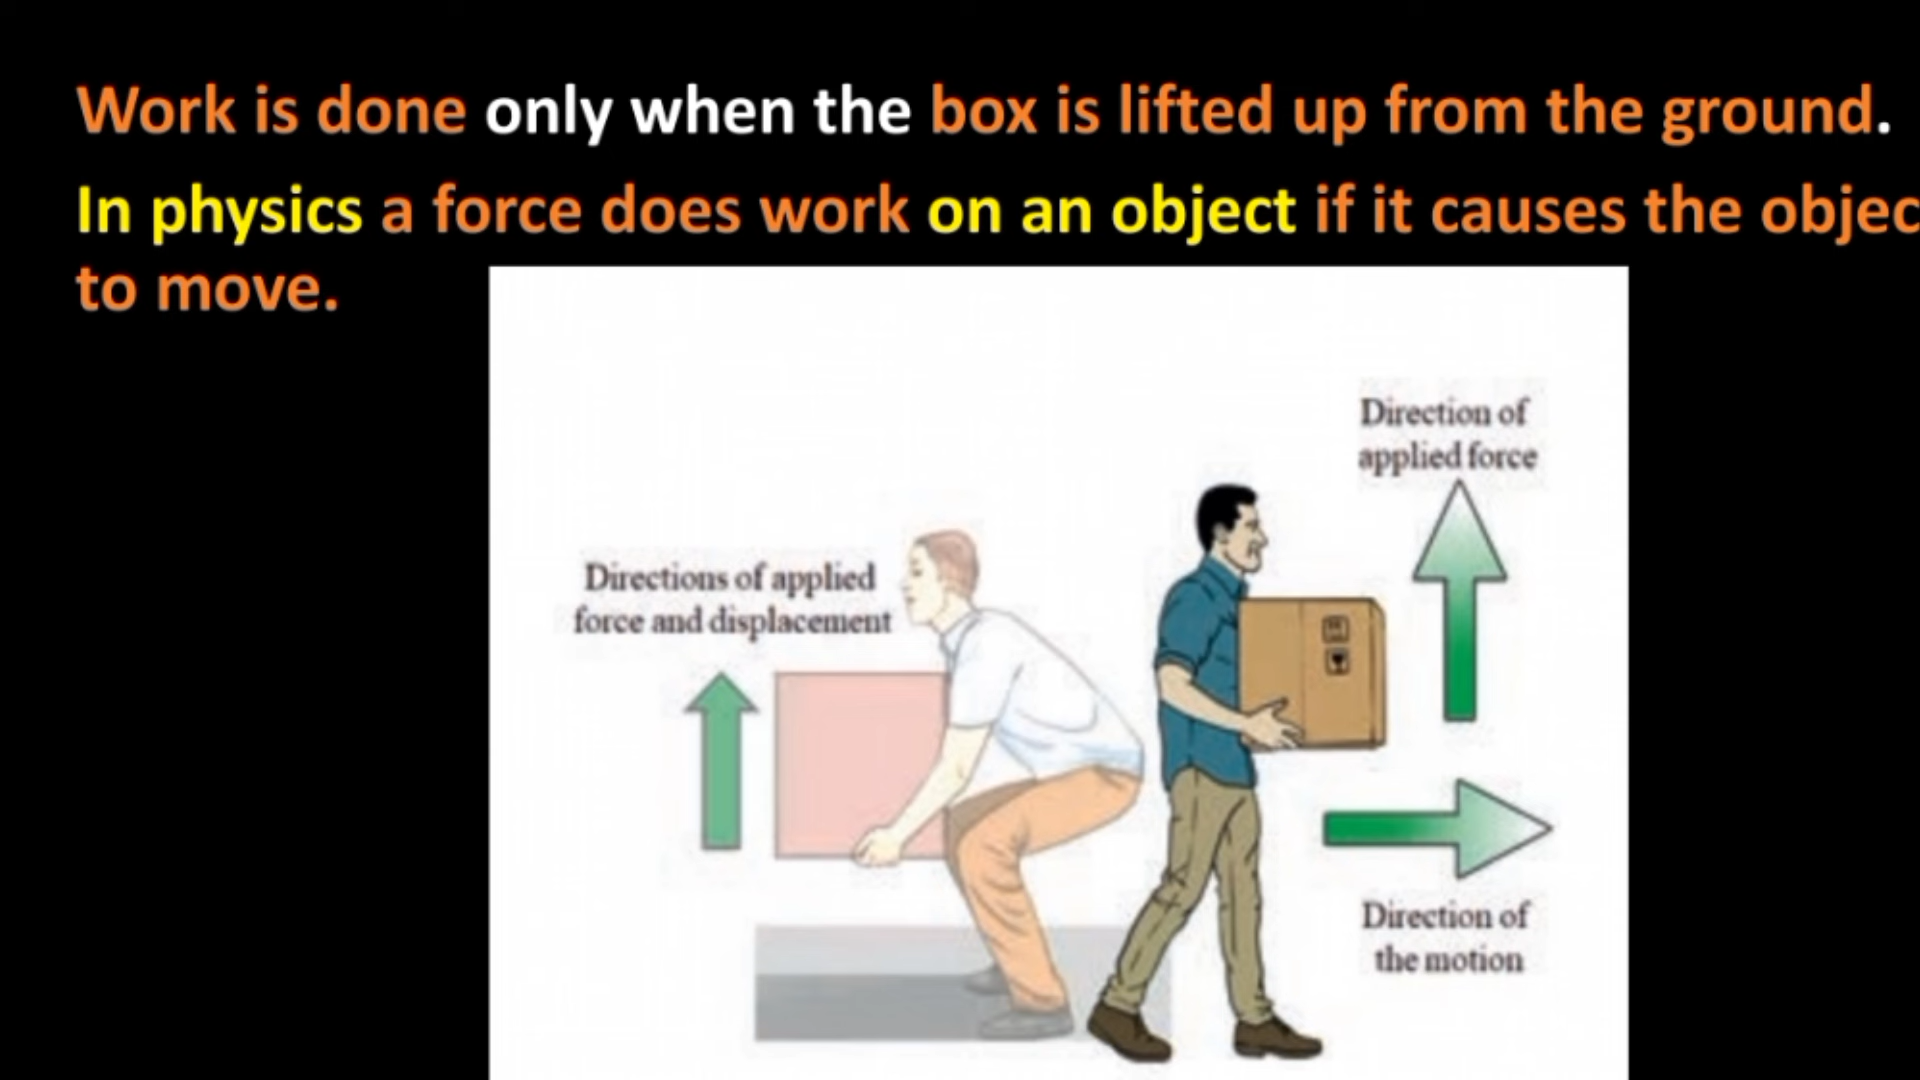 Work is done only when the box is lifted up from the ground.
In physics a force does work on an object if it causes the objec
to move.
Direction of
applied force
Directions of applied
force and displacement
Direction of
the motion